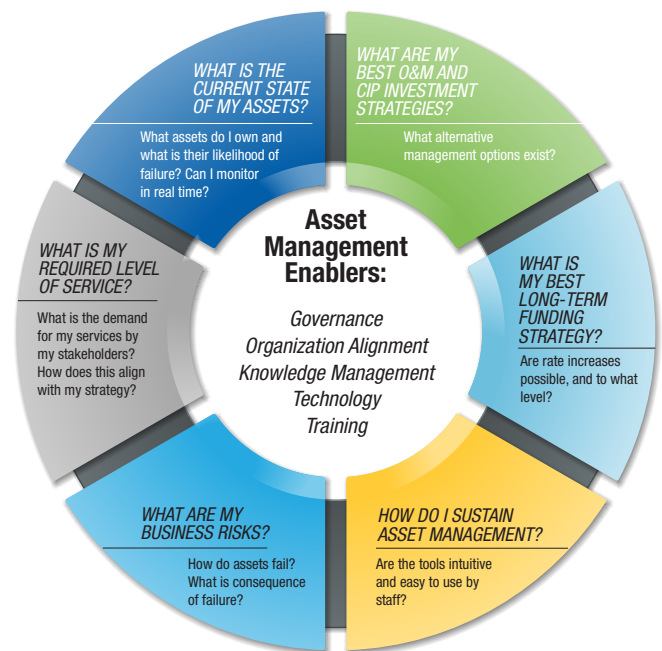 WHAT IS THE
CURRENT STATE
OF MY ASSETS?
What assets do I own and
what is their likelihood of
failure? Can I monitor
in real time?
WHAT ARE MY
BEST O&M AND
CIP INVESTMENT
STRATEGIES?
What alternative
management options exist?
WHAT IS
MY BEST
LONG-TERM
FUNDING
STRATEGY?
Are rate increases
possible, and to what
level?
HOW DO I SUSTAIN
ASSET MANAGEMENT?
Are the tools intuitive
and easy to use by
staff?
WHAT ARE MY
BUSINESS RISKS?
How do assets fail?
What is consequence
of failure?
WHAT IS MY
REQUIRED LEVEL
OF SERVICE?
What is the demand
for my services by
my stakeholders?
How does this align
with my strategy?
Asset
Management
Enablers:
Governance
Organization Alignment
Knowledge Management
Technology
Training